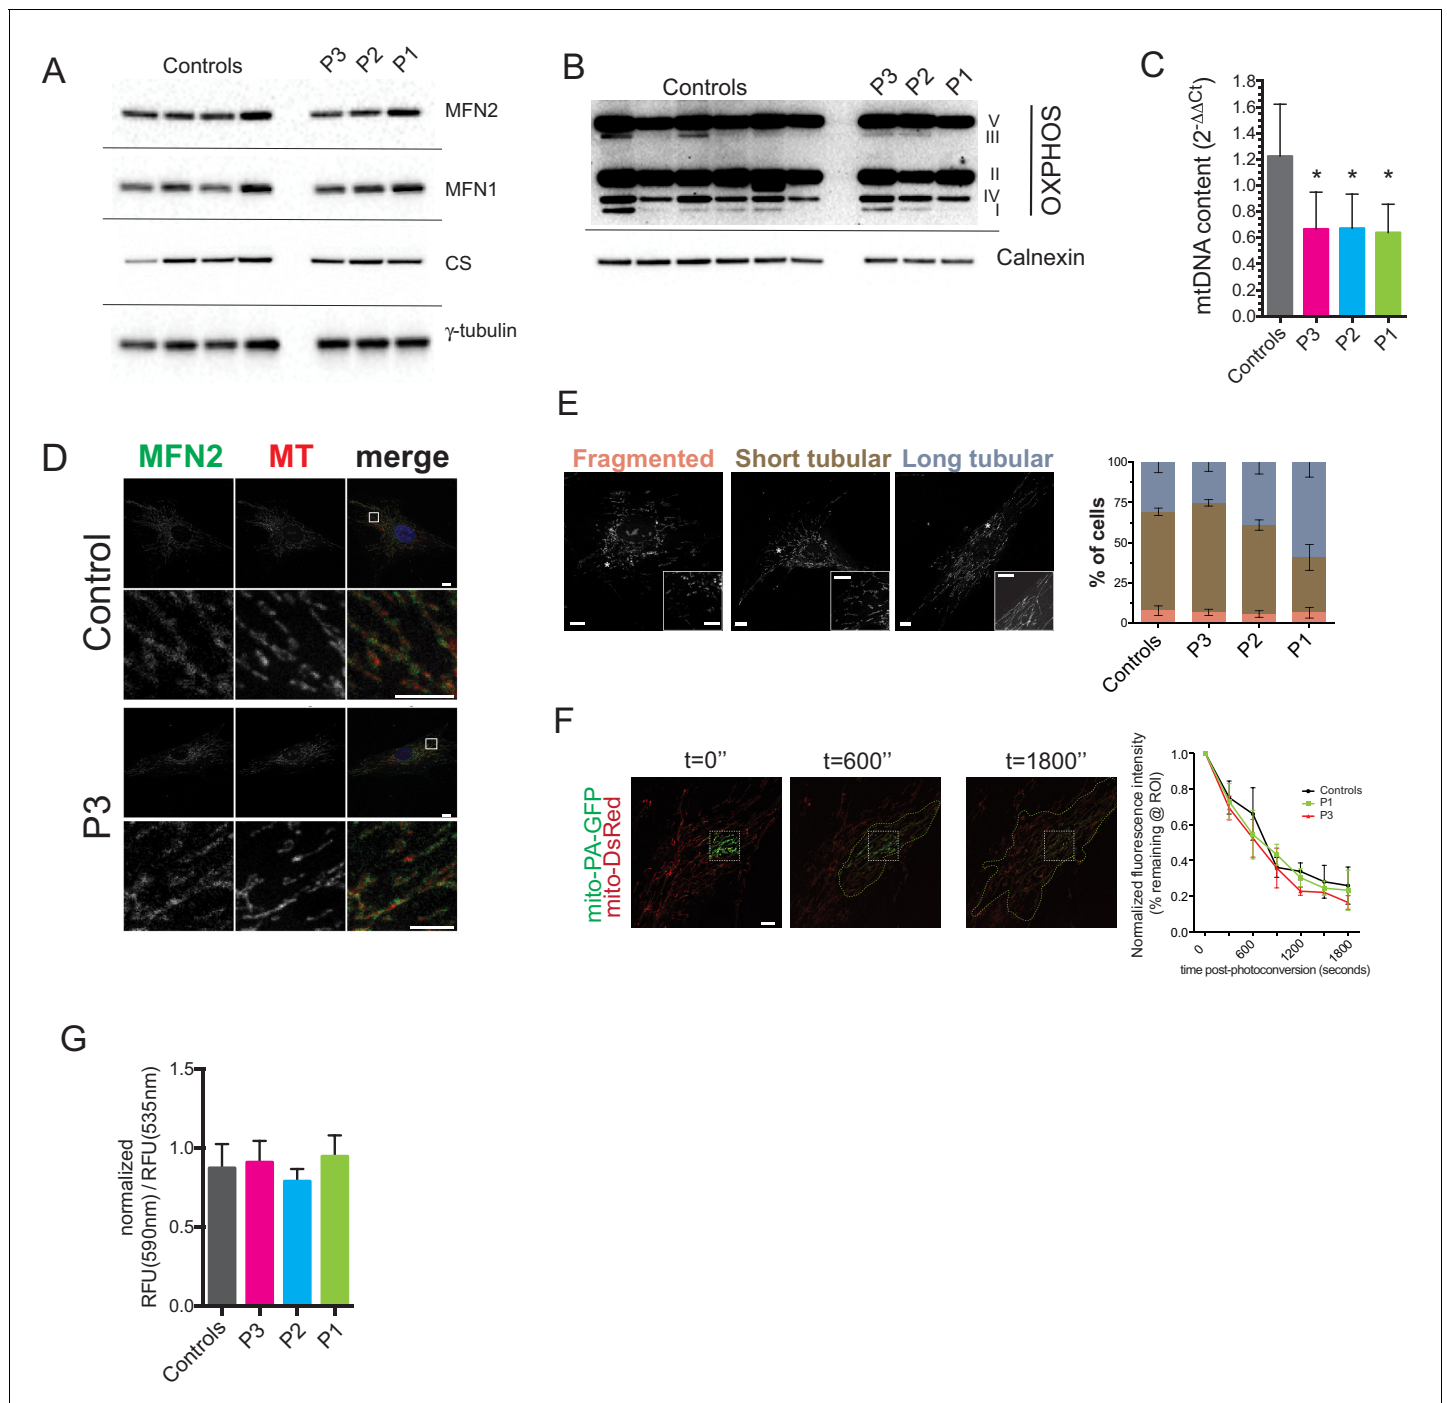 A
Controls
P3 P2 P1
MFN2
MFN1
CS
γ-tubulin
B
Controls
P3 P2 P1
V
III
II
IV
I
OXPHOS
Calnexin
C
mtDNA content (2-ΔΔCt)
1.8
1.6
1.4
1.2
1.0
0.8
0.6
0.4
0.2
0.0
* * *
Controls P3 P2 P1
D
MFN2 MT merge
Control
P3
E
Fragmented Short tubular Long tubular
% of cells
100
75
50
25
0
Controls P3 P2 P1
F
t=0’’ t=600’’ t=1800’’
mito-PA-GFP
mito-DsRed
Normalized fluorescence intensity
(% remaining @ ROI)
1.0
0.8
0.6
0.4
0.2
0.0
Controls
P1
P3
0 600 1200 1800
time post-photoconversion (seconds)
G
normalized
RFU(590nm) / RFU(535nm)
1.5
1.0
0.5
0.0
Controls P3 P2 P1